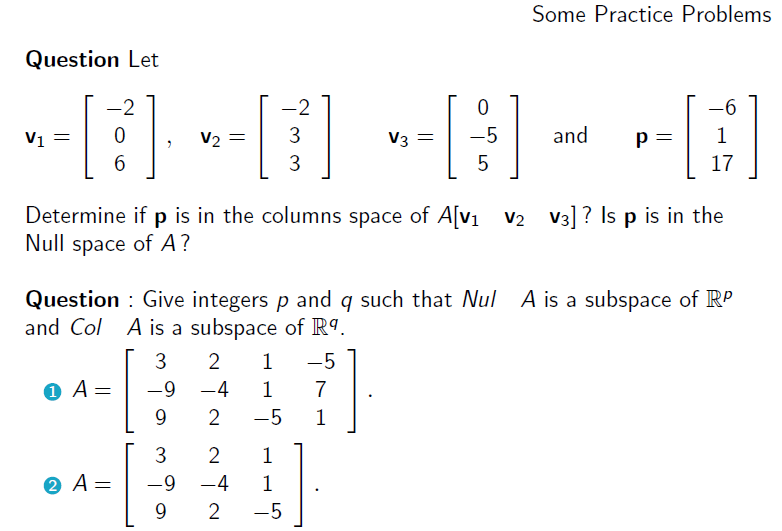 Some Practice Problems
Question Let
v₁ = [ −2 0 6 ], v₂ = [ −2 3 3 ] v₃ = [ 0 −5 5 ] and p = [ −6 1 17 ]
Determine if p is in the columns space of A[v₁ v₂ v₃]? Is p is in the
Null space of A?
Question : Give integers p and q such that Nul A is a subspace of ℝᵖ
and Col A is a subspace of ℝ𐞥.
1 A = [ 3 2 1 −5
−9 −4 1 7
9 2 −5 1 ] .
2 A = [ 3 2 1
−9 −4 1
9 2 −5 ] .